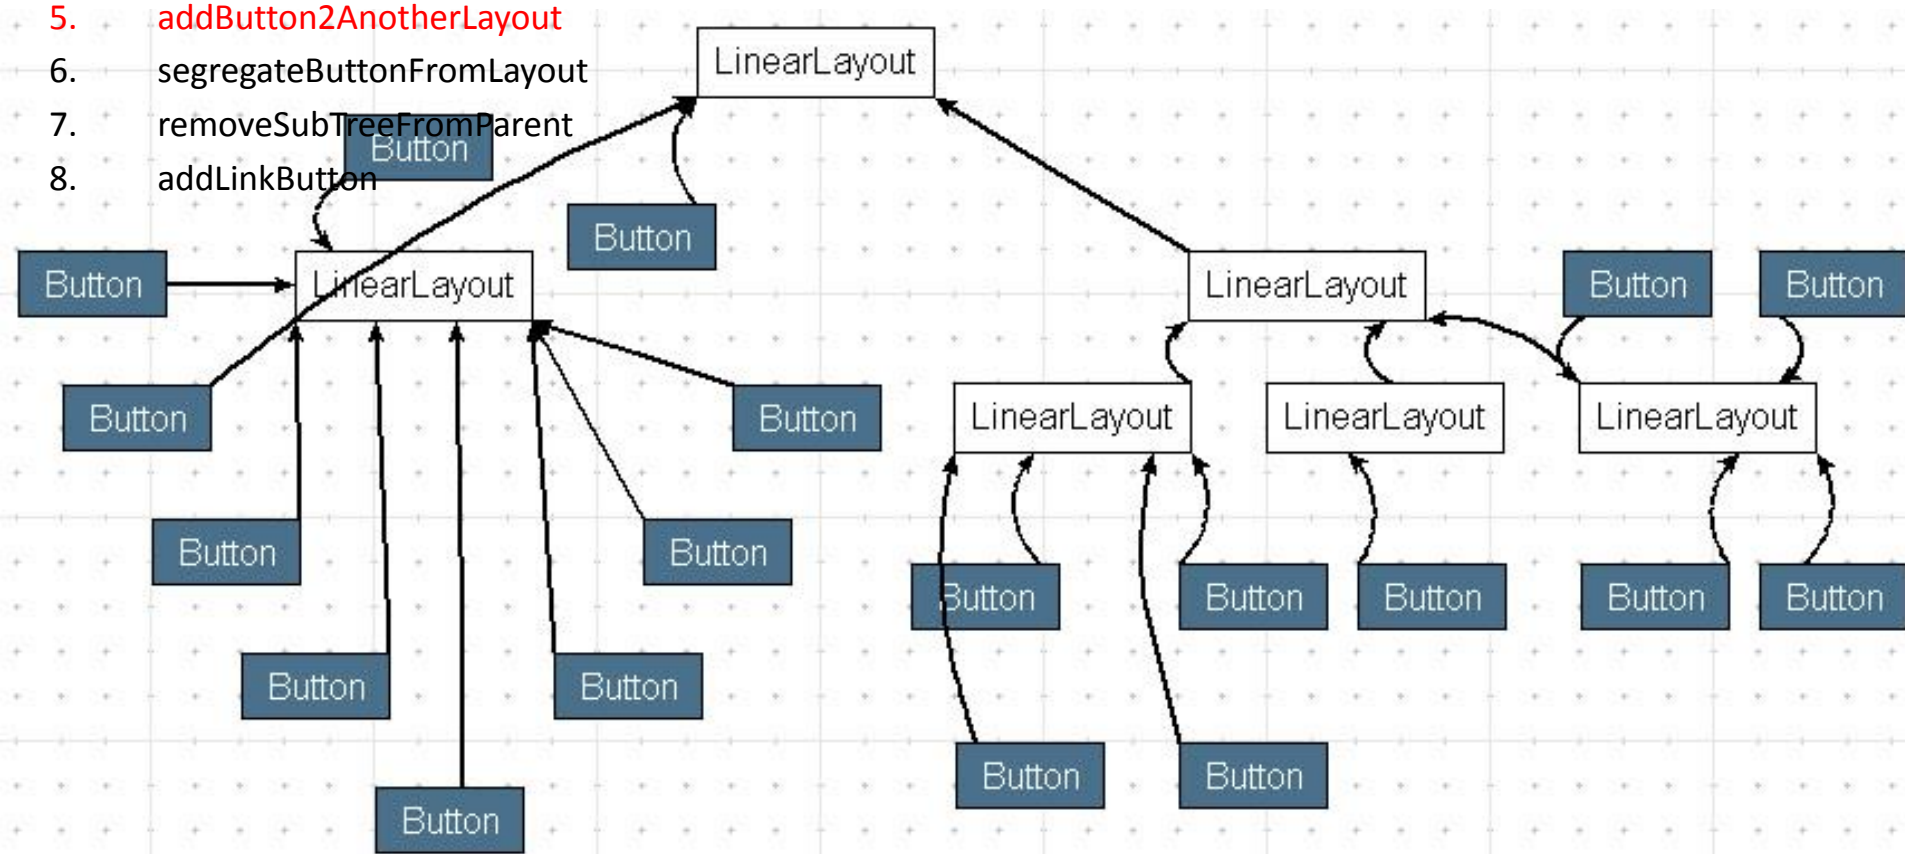 5. addButton2AnotherLayout
6. segregateButtonFromLayout
7. removeSubTreeFromParent
8. addLinkButton
LinearLayout
Button
Button
Button
LinearLayout
LinearLayout
Button
Button
Button
Button
LinearLayout
LinearLayout
LinearLayout
Button
Button
Button
Button
Button
Button
Button
Button
Button
Button
Button
Button
Button